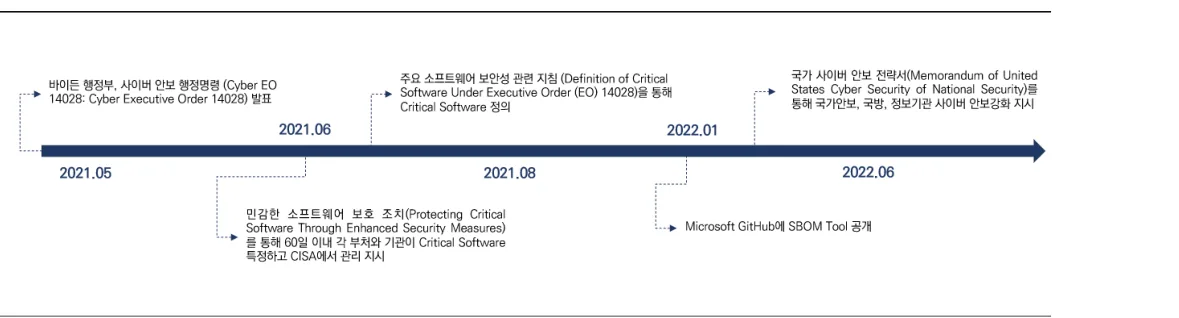 바이든 행정부, 사이버 안보 행정명령 (Cyber EO
14028: Cyber Executive Order 14028) 발표
주요 소프트웨어 보안성 관련 지침 (Definition of Critical
Software Under Executive Order (EO) 14028)을 통해
Critical Software 정의
국가 사이버 안보 전략서(Memorandum of United
States Cyber Security of National Security)를
통해 국가안보, 국방, 정보기관 사이버 안보강화 지시
2021.06
2022.01
2021.05
2021.08
2022.06
민감한 소프트웨어 보호 조치(Protecting Critical
Software Through Enhanced Security Measures)
를 통해 60일 이내 각 부처와 기관이 Critical Software
특정하고 CISA에서 관리 지시
Microsoft GitHub에 SBOM Tool 공개